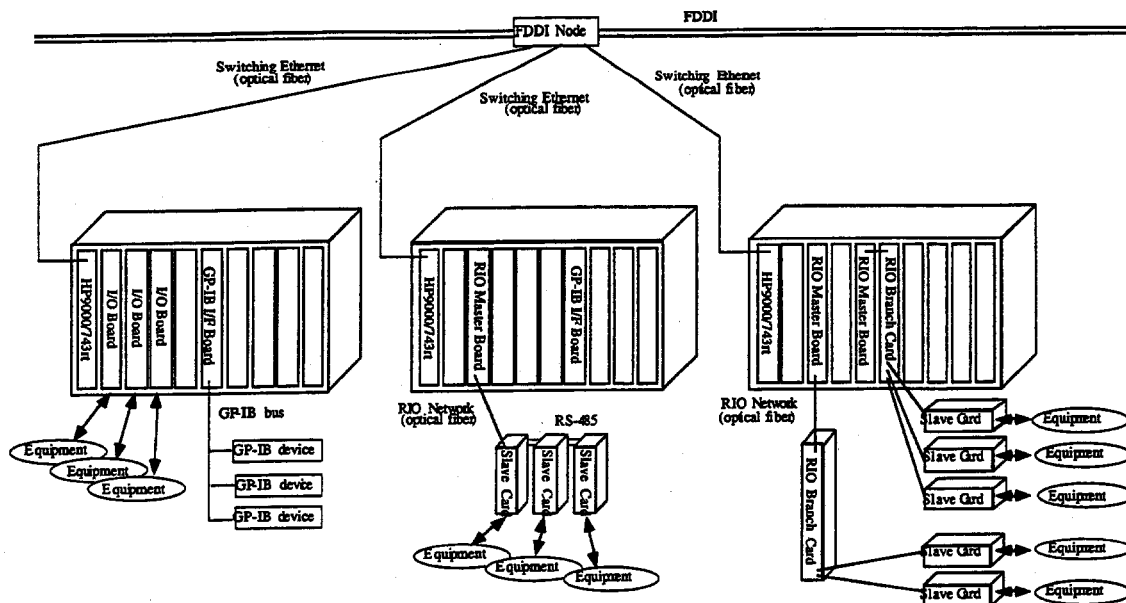 FDDI
FDDI Node
Switching Ethernet
(optical fiber)
Switching Ethernet
(optical fiber)
Switching Ethenet
(optical fiber)
HP9000/743rt
I/O Board
I/O Board
I/O Board
GP-IB I/F Board
HP9000/743rt
RIO Master Board
GP-IB I/F Board
HP9000/743rt
RIO Master Board
RIO Master Board
RIO Branch Card
GP-IB bus
Equipment
Equipment
Equipment
GP-IB device
GP-IB device
GP-IB device
RIO Network
(optical fiber)
RS-485
Slave Card
Slave Card
Slave Card
Equipment
Equipment
Equipment
RIO Network
(optical fiber)
RIO Branch Card
Slave Card
Equipment
Slave Card
Equipment
Slave Card
Equipment
Slave Card
Equipment
Slave Card
Equipment